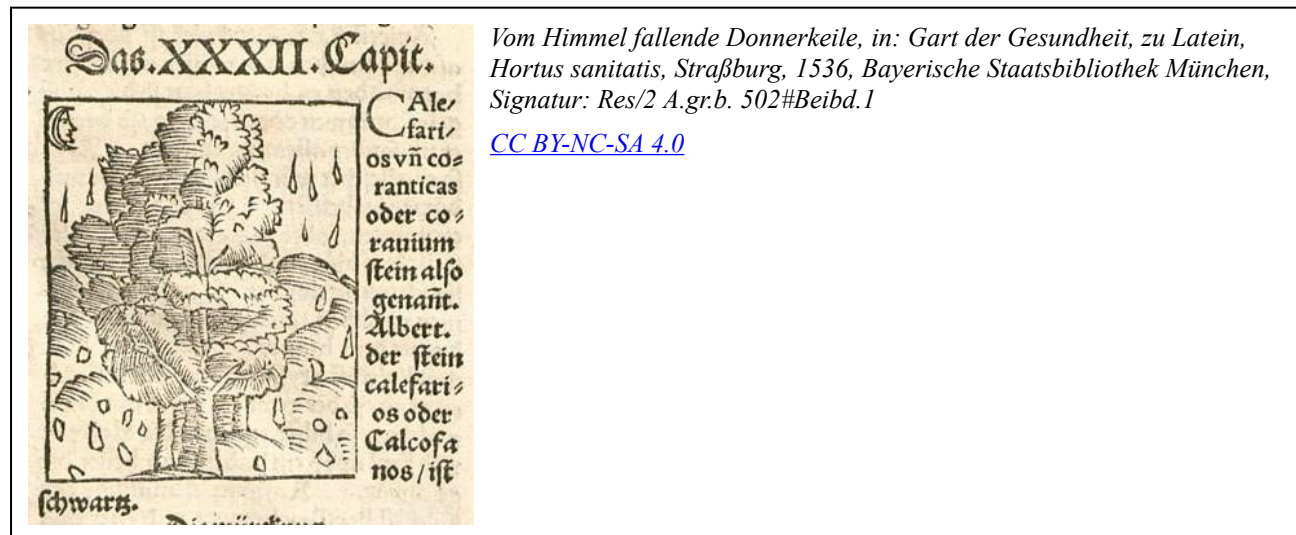 Das.XXXII.Capit.
CAle⸗
fari⸗
os vñ co⸗
ranticas
oder co⸗
rauium
stein also
genañt.
Albert.
der stein
calefari⸗
os oder
Calcofa
nos/ist
schwartz.
Vom Himmel fallende Donnerkeile, in: Gart der Gesundheit, zu Latein,
Hortus sanitatis, Straßburg, 1536, Bayerische Staatsbibliothek München,
Signatur: Res/2 A.gr.b. 502#Beibd.1
CC BY-NC-SA 4.0